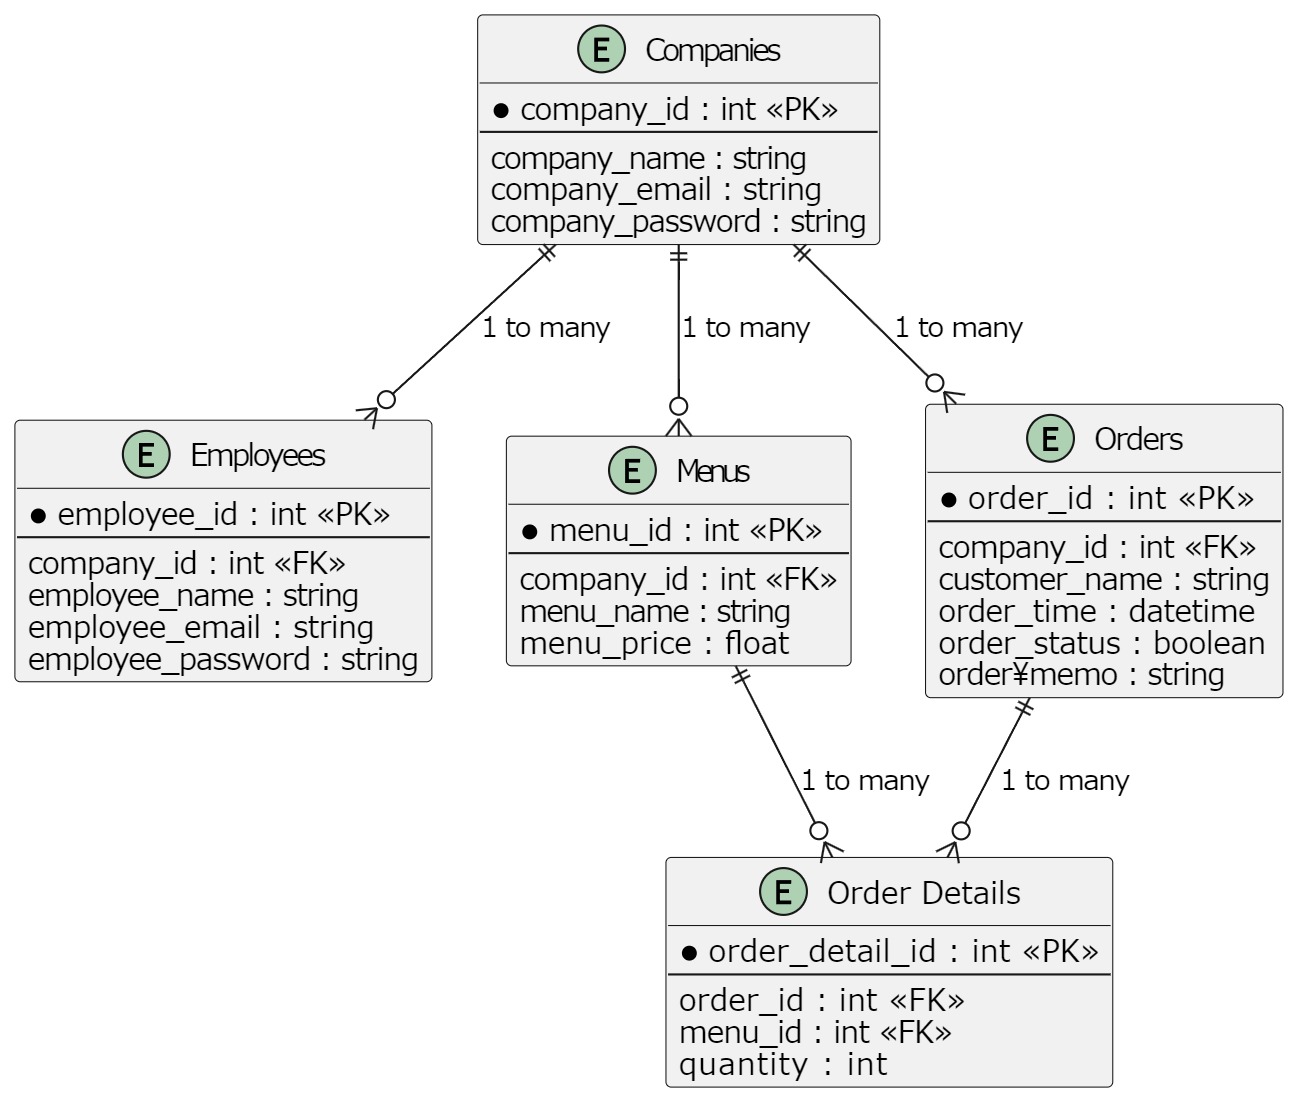 E Companies
● company_id : int «PK»
company_name : string
company_email : string
company_password : string
1 to many
1 to many
1 to many
E Employees
● employee_id : int «PK»
company_id : int «FK»
employee_name : string
employee_email : string
employee_password : string
E Menus
● menu_id : int «PK»
company_id : int «FK»
menu_name : string
menu_price : float
E Orders
● order_id : int «PK»
company_id : int «FK»
customer_name : string
order_time : datetime
order_status : boolean
order¥memo : string
1 to many
1 to many
E Order Details
● order_detail_id : int «PK»
order_id : int «FK»
menu_id : int «FK»
quantity : int